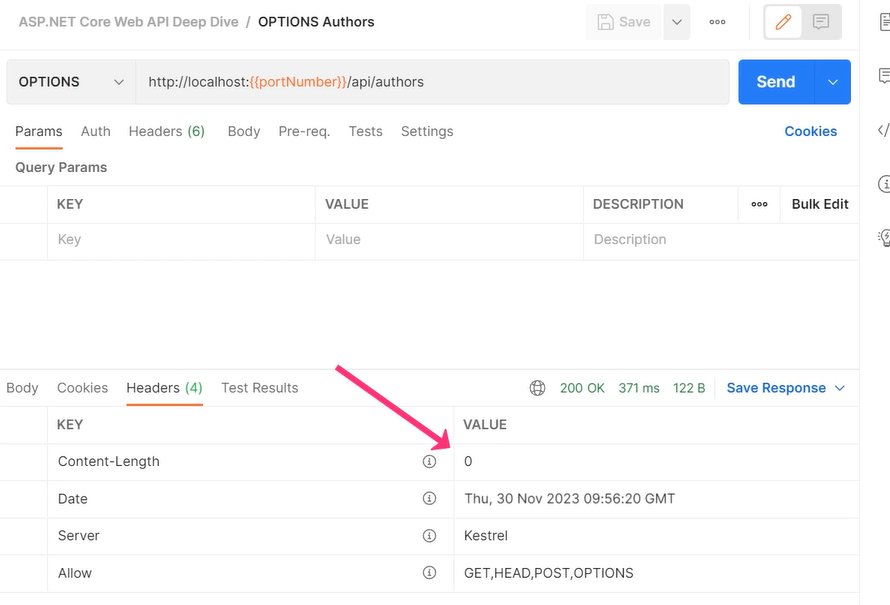 ASP.NET Core Web API Deep Dive / OPTIONS Authors
Save
OPTIONS
http://localhost:{{portNumber}}/api/authors
Send
Params Auth Headers (6) Body Pre-req. Tests Settings
Cookies
Query Params
KEY VALUE DESCRIPTION Bulk Edit
Key Value Description
Body Cookies Headers (4) Test Results
200 OK 371 ms 122 B Save Response
KEY VALUE
Content-Length 0
Date Thu, 30 Nov 2023 09:56:20 GMT
Server Kestrel
Allow GET,HEAD,POST,OPTIONS